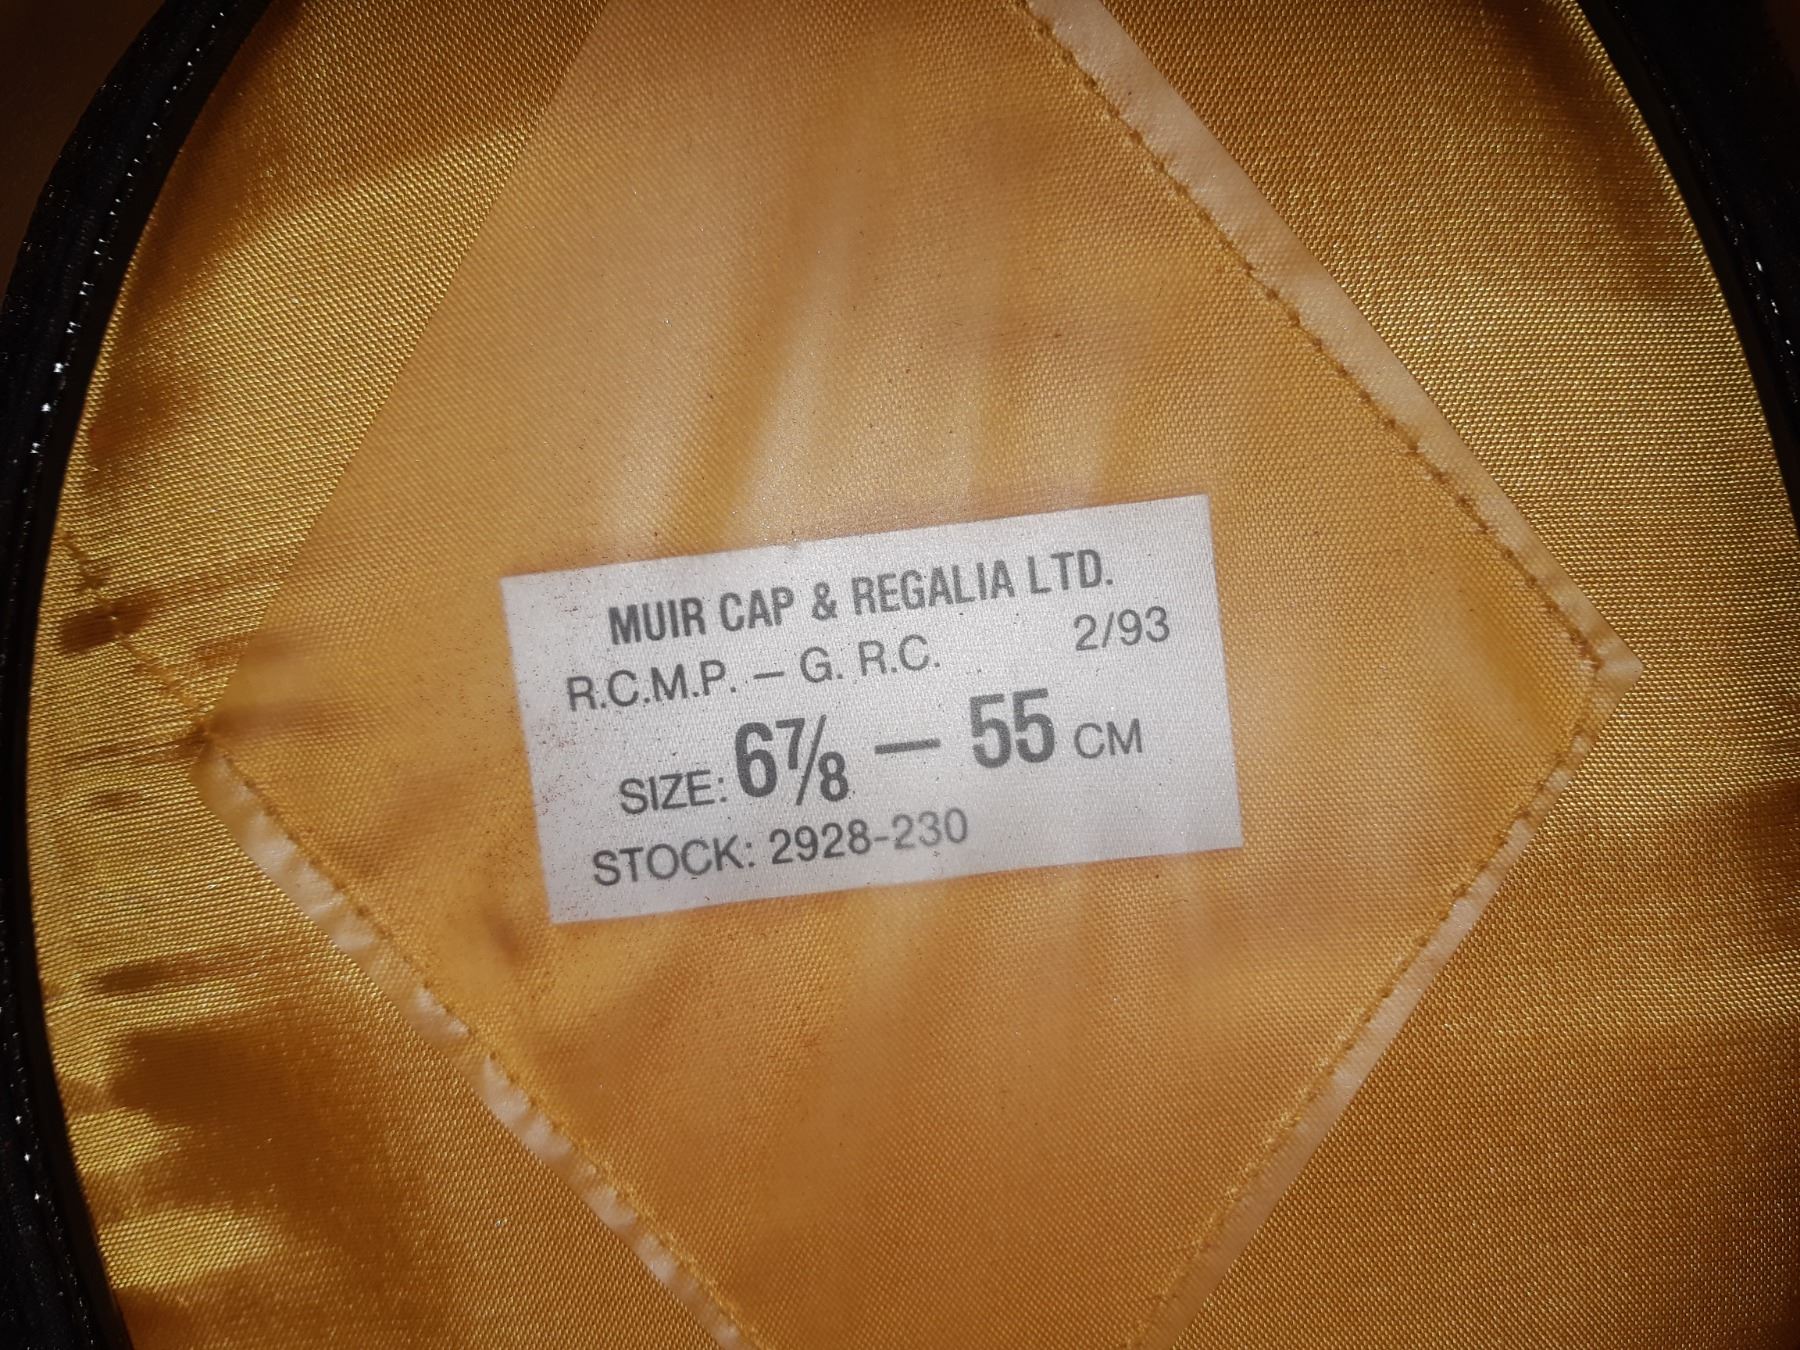 MUIR CAP & REGALIA LTD.
R.C.M.P. – G. R.C. 2/93
SIZE: 6⅞ – 55 CM
STOCK: 2928-230